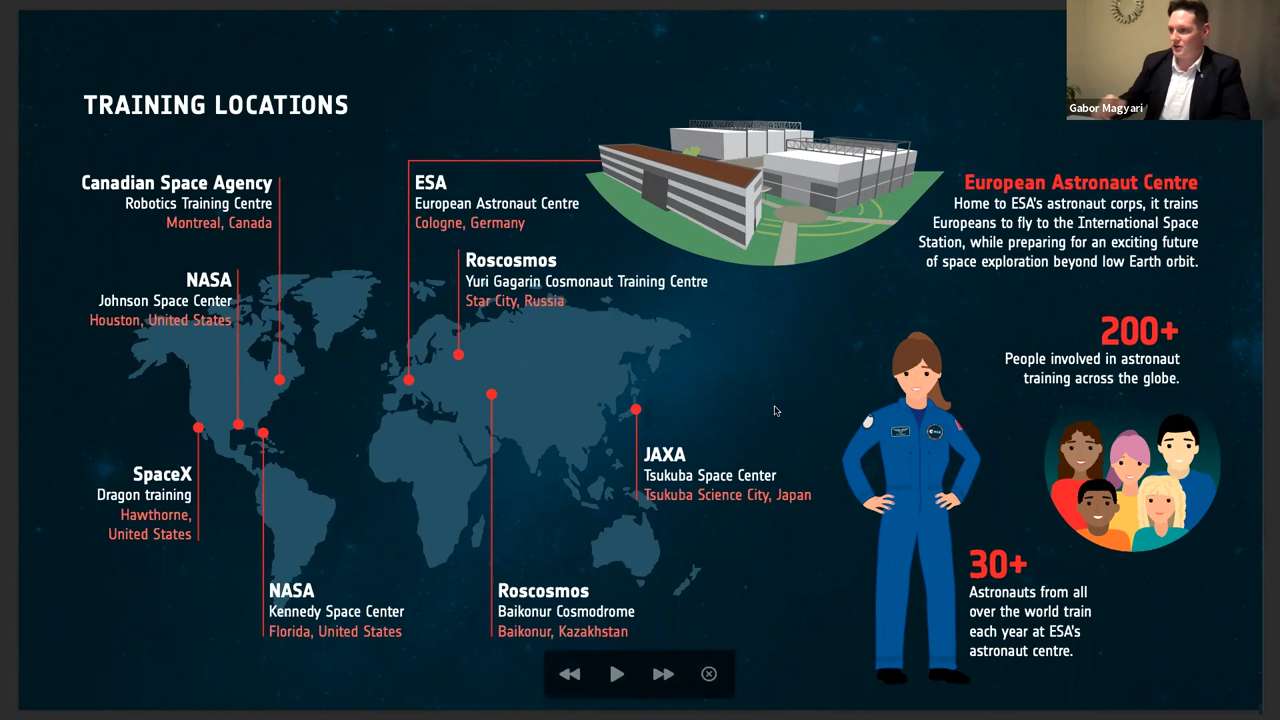 Gabor Magyari
TRAINING LOCATIONS
Canadian Space Agency
Robotics Training Centre
Montreal, Canada
ESA
European Astronaut Centre
Cologne, Germany
European Astronaut Centre
Home to ESA's astronaut corps, it trains
Europeans to fly to the International Space
Station, while preparing for an exciting future
of space exploration beyond low Earth orbit.
Roscosmos
Yuri Gagarin Cosmonaut Training Centre
Star City, Russia
NASA
Johnson Space Center
Houston, United States
200+
People involved in astronaut
training across the globe.
JAXA
Tsukuba Space Center
Tsukuba Science City, Japan
SpaceX
Dragon training
Hawthorne,
United States
NASA
Kennedy Space Center
Florida, United States
Roscosmos
Baikonur Cosmodrome
Baikonur, Kazakhstan
30+
Astronauts from all
over the world train
each year at ESA's
astronaut centre.